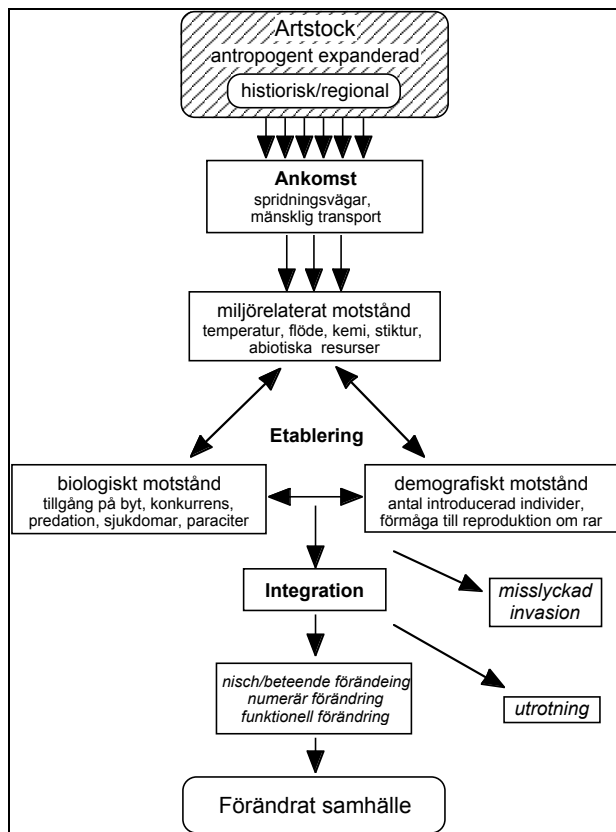 Artstock
antropogent expanderad
histiorisk/regional
Ankomst
spridningsvägar,
mänsklig transport
miljörelaterat motstånd
temperatur, flöde, kemi, stiktur,
abiotiska resurser
Etablering
biologiskt motstånd
tillgång på byt, konkurrens,
predation, sjukdomar, paraciter
demografiskt motstånd
antal introducerad individer,
förmåga till reproduktion om rar
Integration
misslyckad
invasion
nisch/beteende förändeing
numerär förändring
funktionell förändring
utrotning
Förändrat samhälle